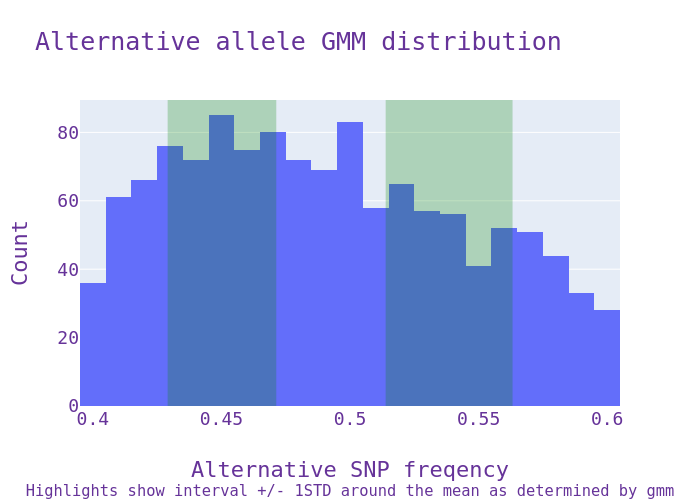 Alternative allele GMM distribution
80
60
40
20
0
Count
0.4 0.45 0.5 0.55 0.6
Alternative SNP freqency
Highlights show interval +/- 1STD around the mean as determined by gmm